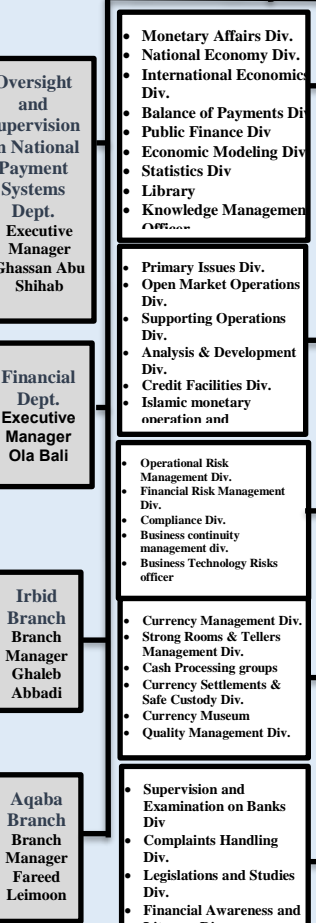 Oversight
and
Supervision
on National
Payment
Systems
Dept.
Executive
Manager
Ghassan Abu
Shihab
Financial
Dept.
Executive
Manager
Ola Bali
Irbid
Branch
Branch
Manager
Ghaleb
Abbadi
Aqaba
Branch
Branch
Manager
Fareed
Leimoon
• Monetary Affairs Div.
• National Economy Div.
• International Economics
Div.
• Balance of Payments Div
• Public Finance Div
• Economic Modeling Div
• Statistics Div
• Library
• Knowledge Management
Officer
• Primary Issues Div.
• Open Market Operations
Div.
• Supporting Operations
Div.
• Analysis & Development
Div.
• Credit Facilities Div.
• Islamic monetary
operation and
• Operational Risk
Management Div.
• Financial Risk Management
Div.
• Compliance Div.
• Business continuity
management div.
• Business Technology Risks
officer
• Currency Management Div.
• Strong Rooms & Tellers
Management Div.
• Cash Processing groups
• Currency Settlements &
Safe Custody Div.
• Currency Museum
• Quality Management Div.
• Supervision and
Examination on Banks
Div
• Complaints Handling
Div.
• Legislations and Studies
Div.
• Financial Awareness and